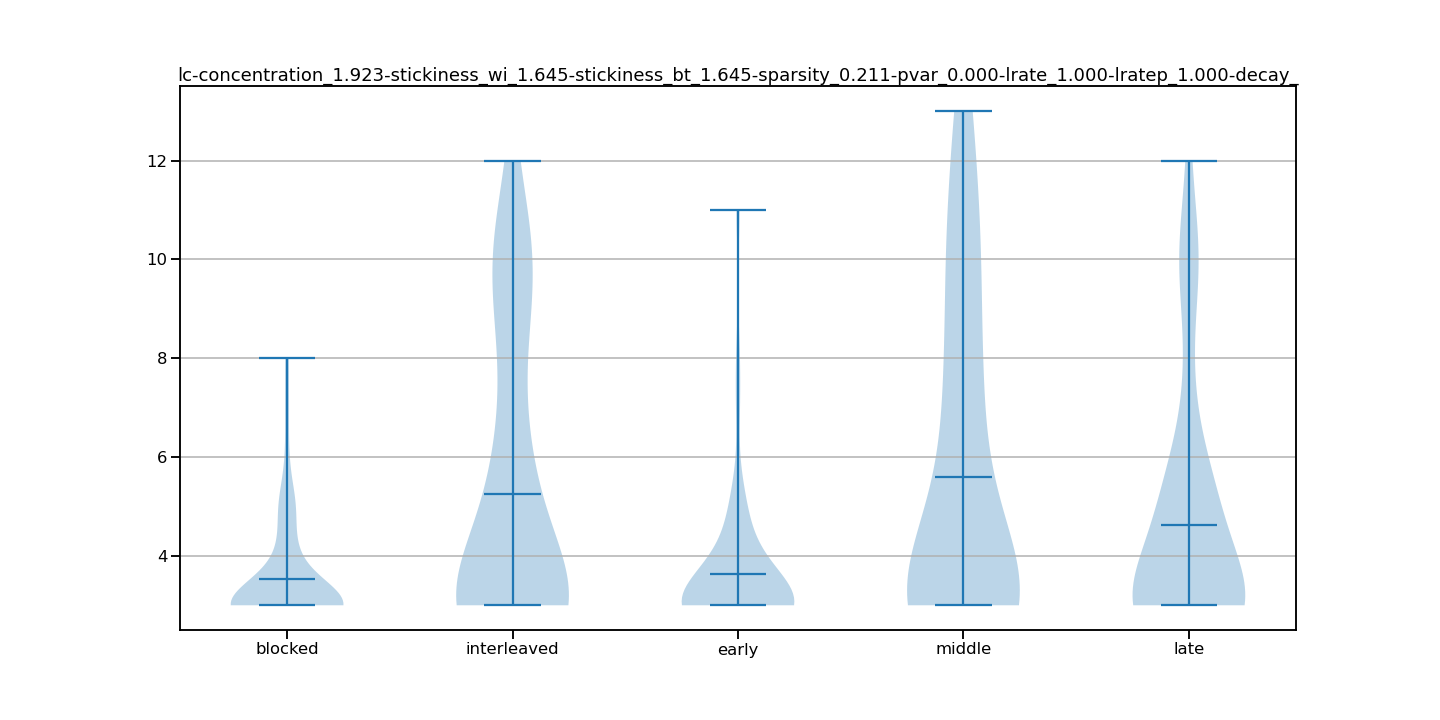 lc-concentration_1.923-stickiness_wi_1.645-stickiness_bt_1.645-sparsity_0.211-pvar_0.000-lrate_1.000-lratep_1.000-decay_
12
10
8
6
4
blocked interleaved early middle late